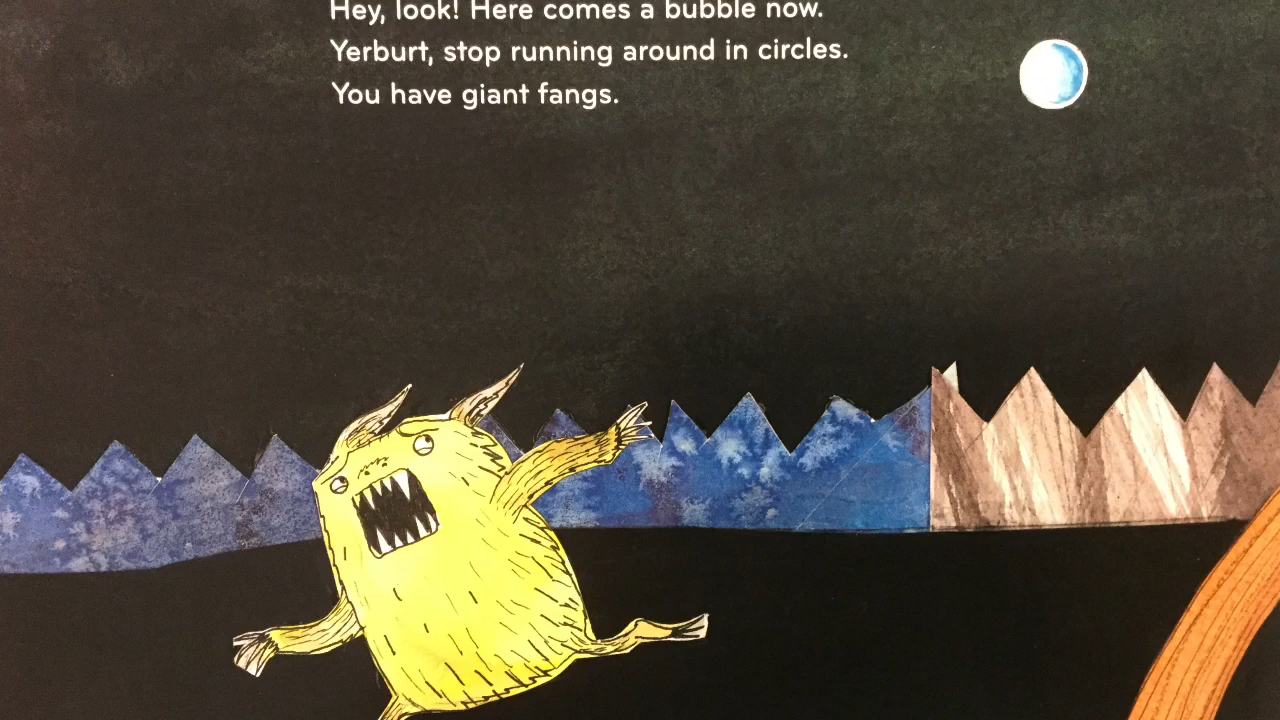 Hey, look! Here comes a bubble now.
Yerburt, stop running around in circles.
You have giant fangs.